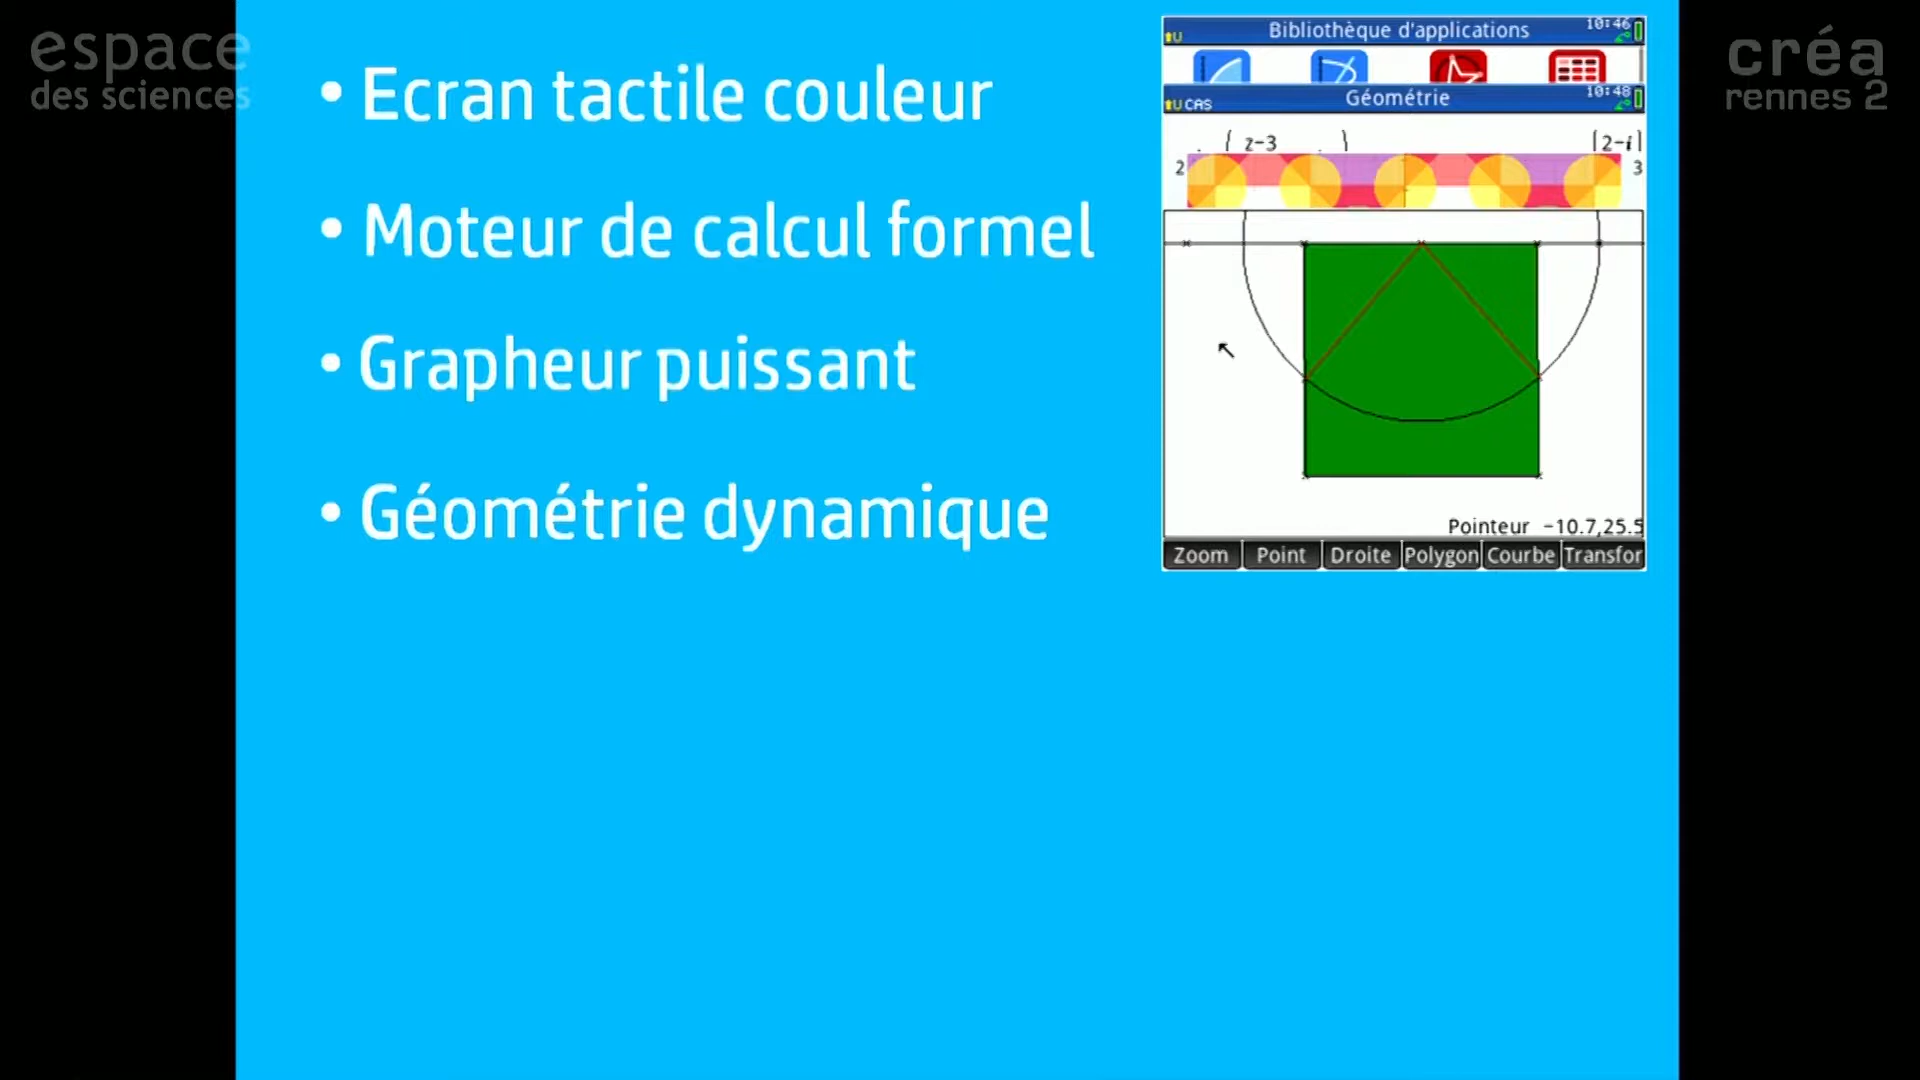 espace
des sciences
• Ecran tactile couleur
• Moteur de calcul formel
• Grapheur puissant
• Géométrie dynamique
Bibliothèque d'applications
10:46
U
Géométrie
10:48
U CAS
z-3
|2-i|
2
3
Pointeur -10.7,25.5
Zoom Point Droite Polygon Courbe Transfor
créa
rennes 2